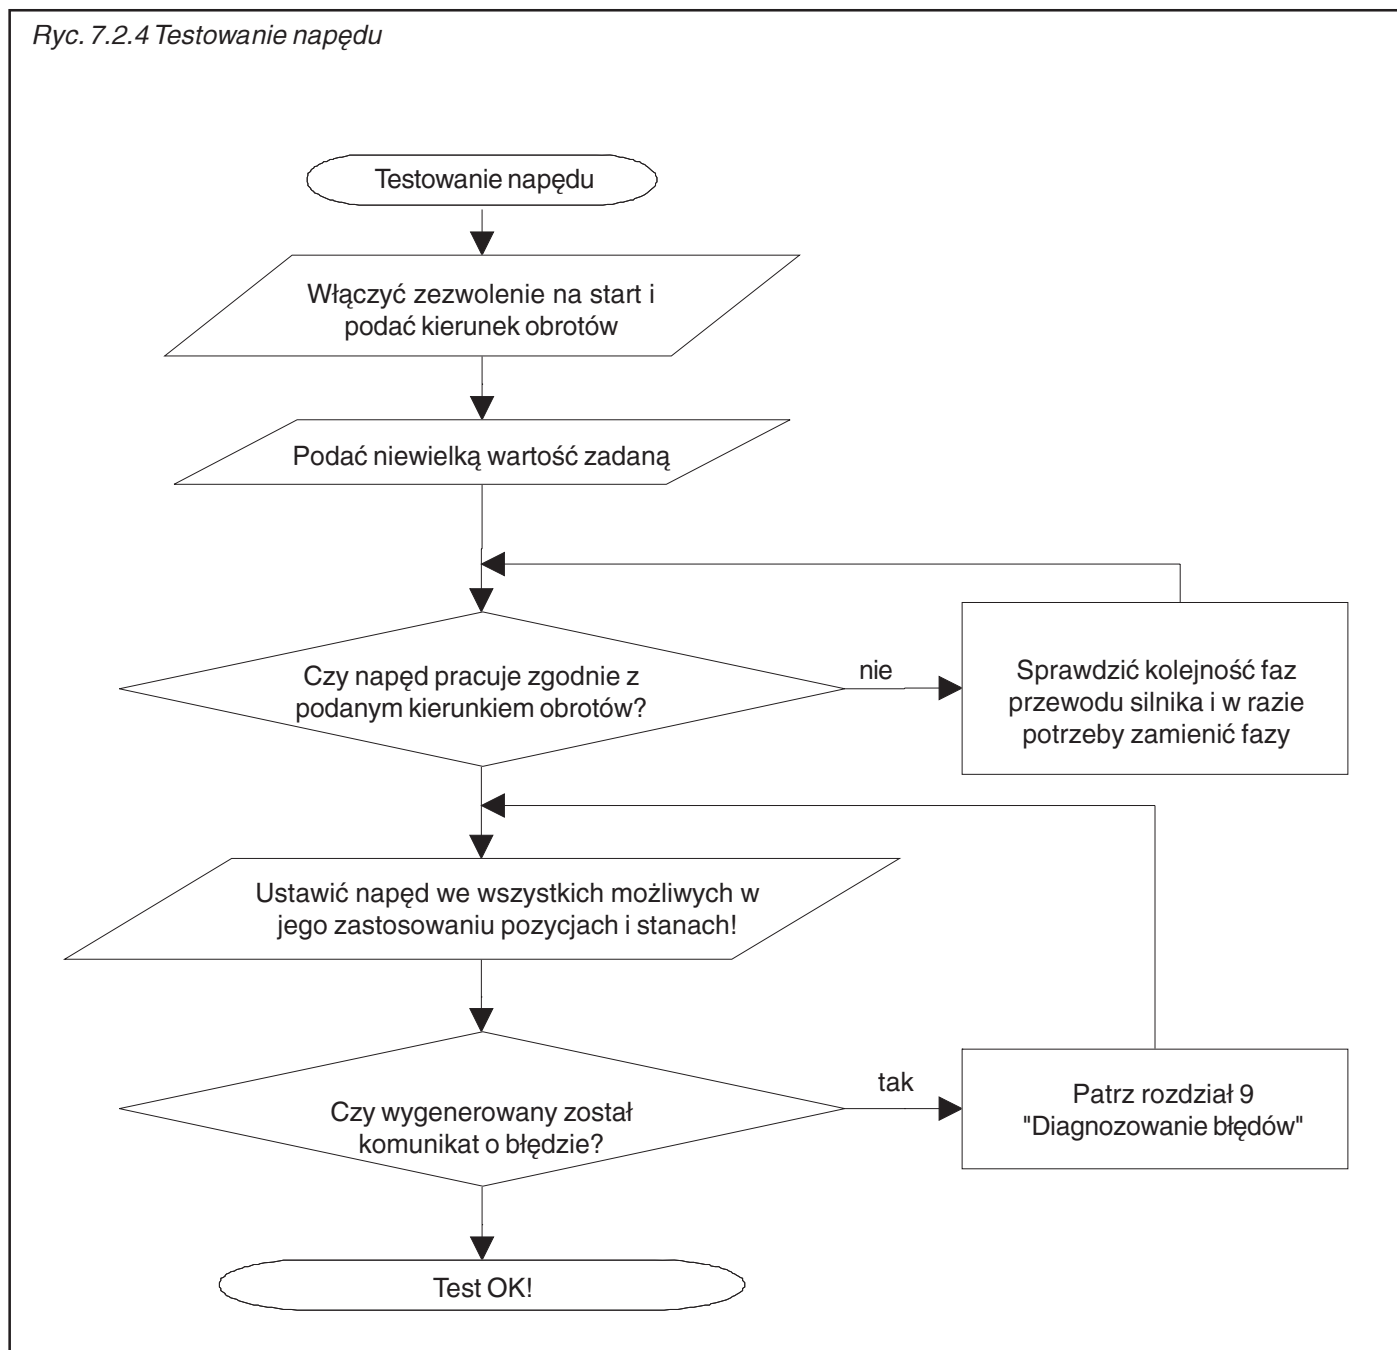 Ryc. 7.2.4 Testowanie napędu
Testowanie napędu
Włączyć zezwolenie na start i
podać kierunek obrotów
Podać niewielką wartość zadaną
Czy napęd pracuje zgodnie z
podanym kierunkiem obrotów?
nie
Sprawdzić kolejność faz
przewodu silnika i w razie
potrzeby zamienić fazy
Ustawić napęd we wszystkich możliwych w
jego zastosowaniu pozycjach i stanach!
Czy wygenerowany został
komunikat o błędzie?
tak
Patrz rozdział 9
"Diagnozowanie błędów"
Test OK!